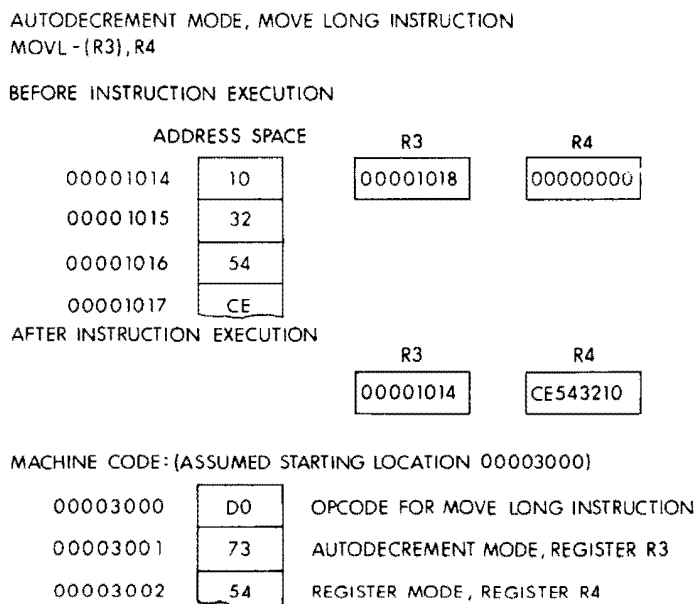 AUTODECREMENT MODE, MOVE LONG INSTRUCTION
MOVL -(R3), R4
BEFORE INSTRUCTION EXECUTION
ADDRESS SPACE R3 R4
00001014 10 00001018 00000000
00001015 32
00001016 54
00001017 CE
AFTER INSTRUCTION EXECUTION
R3 R4
00001014 CE543210
MACHINE CODE: (ASSUMED STARTING LOCATION 00003000)
00003000 D0 OPCODE FOR MOVE LONG INSTRUCTION
00003001 73 AUTODECREMENT MODE, REGISTER R3
00003002 54 REGISTER MODE, REGISTER R4